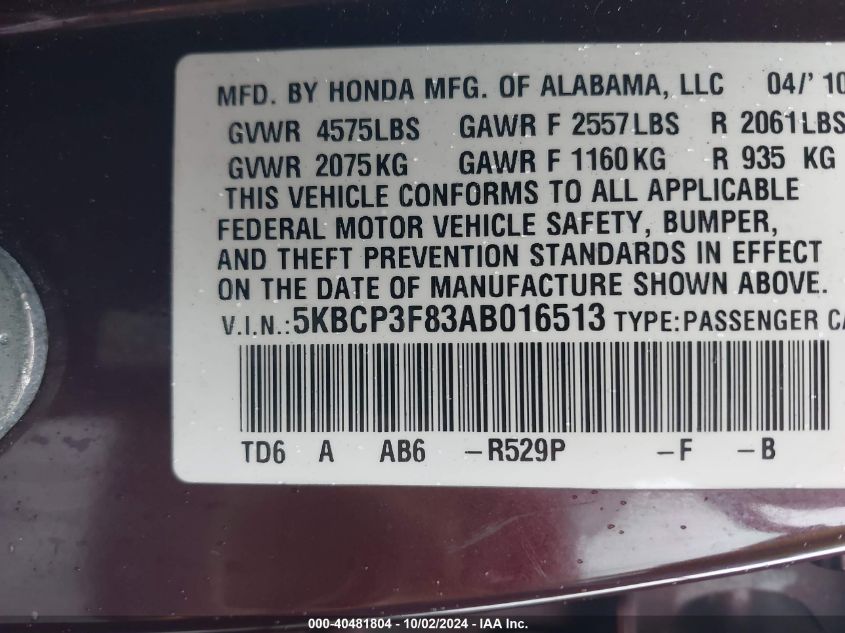 MFD. BY HONDA MFG. OF ALABAMA, LLC 04/'10
GVWR 4575LBS GAWR F 2557LBS R 2061LBS
GVWR 2075KG GAWR F 1160KG R 935 KG
THIS VEHICLE CONFORMS TO ALL APPLICABLE
FEDERAL MOTOR VEHICLE SAFETY, BUMPER,
AND THEFT PREVENTION STANDARDS IN EFFECT
ON THE DATE OF MANUFACTURE SHOWN ABOVE.
V.I.N.:5KBCP3F83AB016513 TYPE:PASSENGER CA
TD6 A AB6 -R529P -F -B
000-40481804 - 10/02/2024 - IAA Inc.